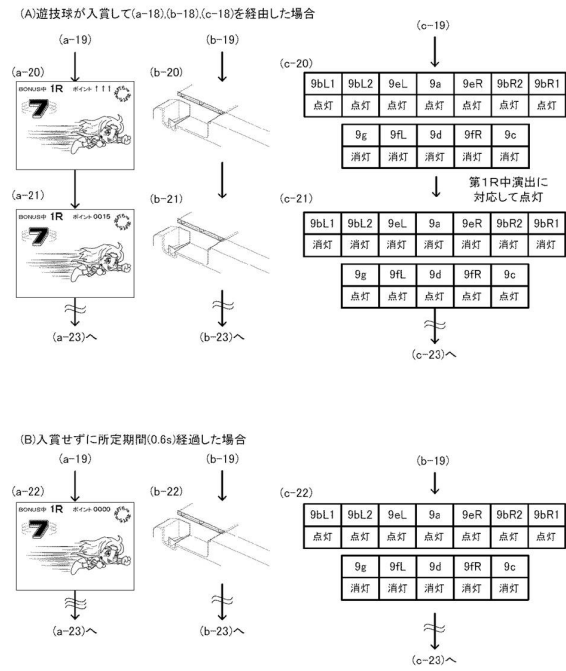 (A)遊技球が入賞して(a-18)、(b-18)、(c-18)を経由した場合
(a-19) (b-19) (c-19)
(a-20) (b-20) (c-20)
BONUS中 1R ポイント ↑↑↑
7
9bL1 9bL2 9eL 9a 9eR 9bR2 9bR1
点灯 点灯 点灯 点灯 点灯 点灯 点灯
9g 9fL 9d 9fR 9c
消灯 消灯 消灯 消灯 消灯
第1R中演出に
対応して点灯
(a-21) (b-21) (c-21)
BONUS中 1R ポイント 0015
7
9bL1 9bL2 9eL 9a 9eR 9bR2 9bR1
消灯 消灯 消灯 消灯 消灯 消灯 消灯
9g 9fL 9d 9fR 9c
点灯 点灯 点灯 点灯 点灯
(a-23)へ (b-23)へ (c-23)へ
(B)入賞せずに所定期間(0.6s)経過した場合
(a-19) (b-19) (b-19)
(a-22) (b-22) (c-22)
BONUS中 1R ポイント 0000
7
9bL1 9bL2 9eL 9a 9eR 9bR2 9bR1
点灯 点灯 点灯 点灯 点灯 点灯 点灯
9g 9fL 9d 9fR 9c
消灯 消灯 消灯 消灯 消灯
(a-23)へ (b-23)へ (c-23)へ